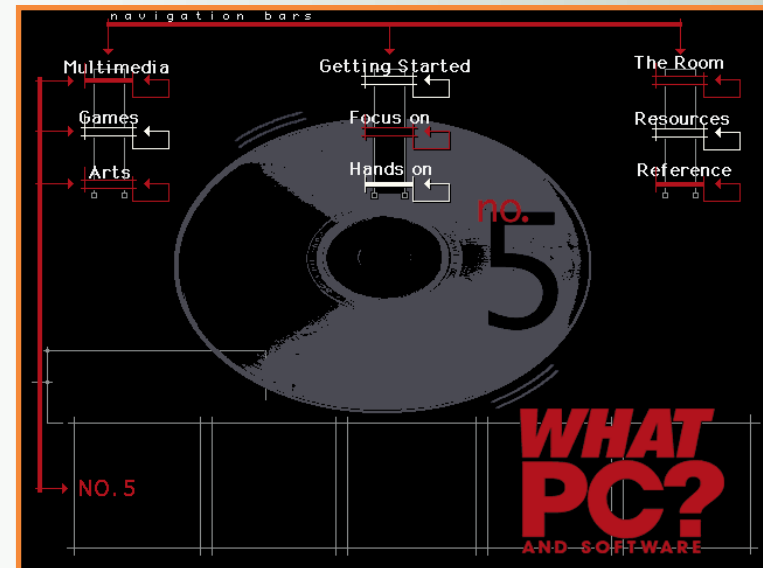 navigation bars
Multimedia
Getting Started
The Room
Games
Focus on
Resources
Arts
Hands on
Reference
no.
5
NO.5
WHAT
PC?
AND SOFTWARE